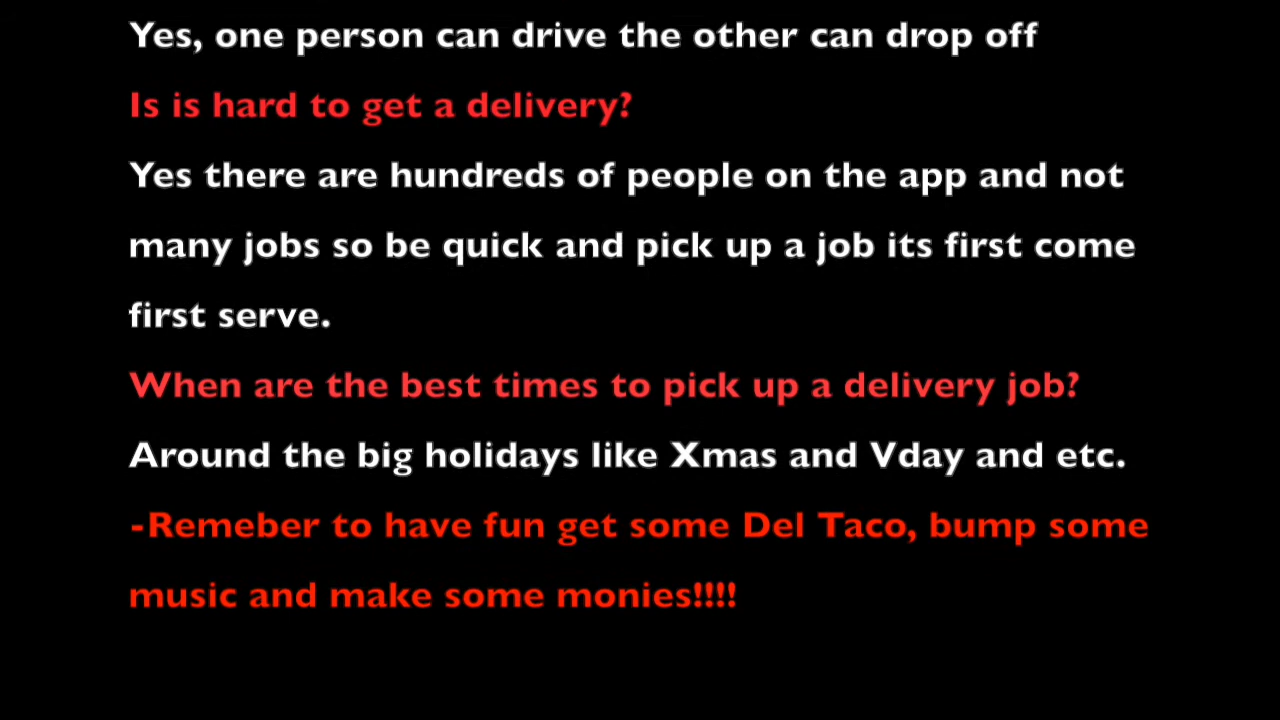 Yes, one person can drive the other can drop off
Is is hard to get a delivery?
Yes there are hundreds of people on the app and not
many jobs so be quick and pick up a job its first come
first serve.
When are the best times to pick up a delivery job?
Around the big holidays like Xmas and Vday and etc.
-Remeber to have fun get some Del Taco, bump some
music and make some monies!!!!